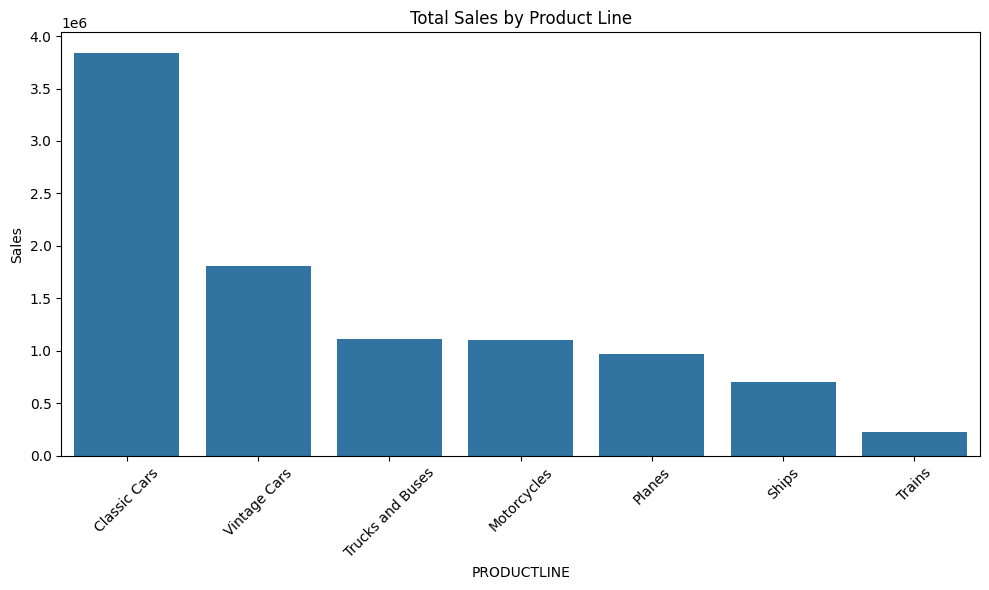 Total Sales by Product Line
1e6
4.0
3.5
3.0
2.5
2.0
1.5
1.0
0.5
0.0
Sales
Classic Cars
Vintage Cars
Trucks and Buses
Motorcycles
Planes
Ships
Trains
PRODUCTLINE